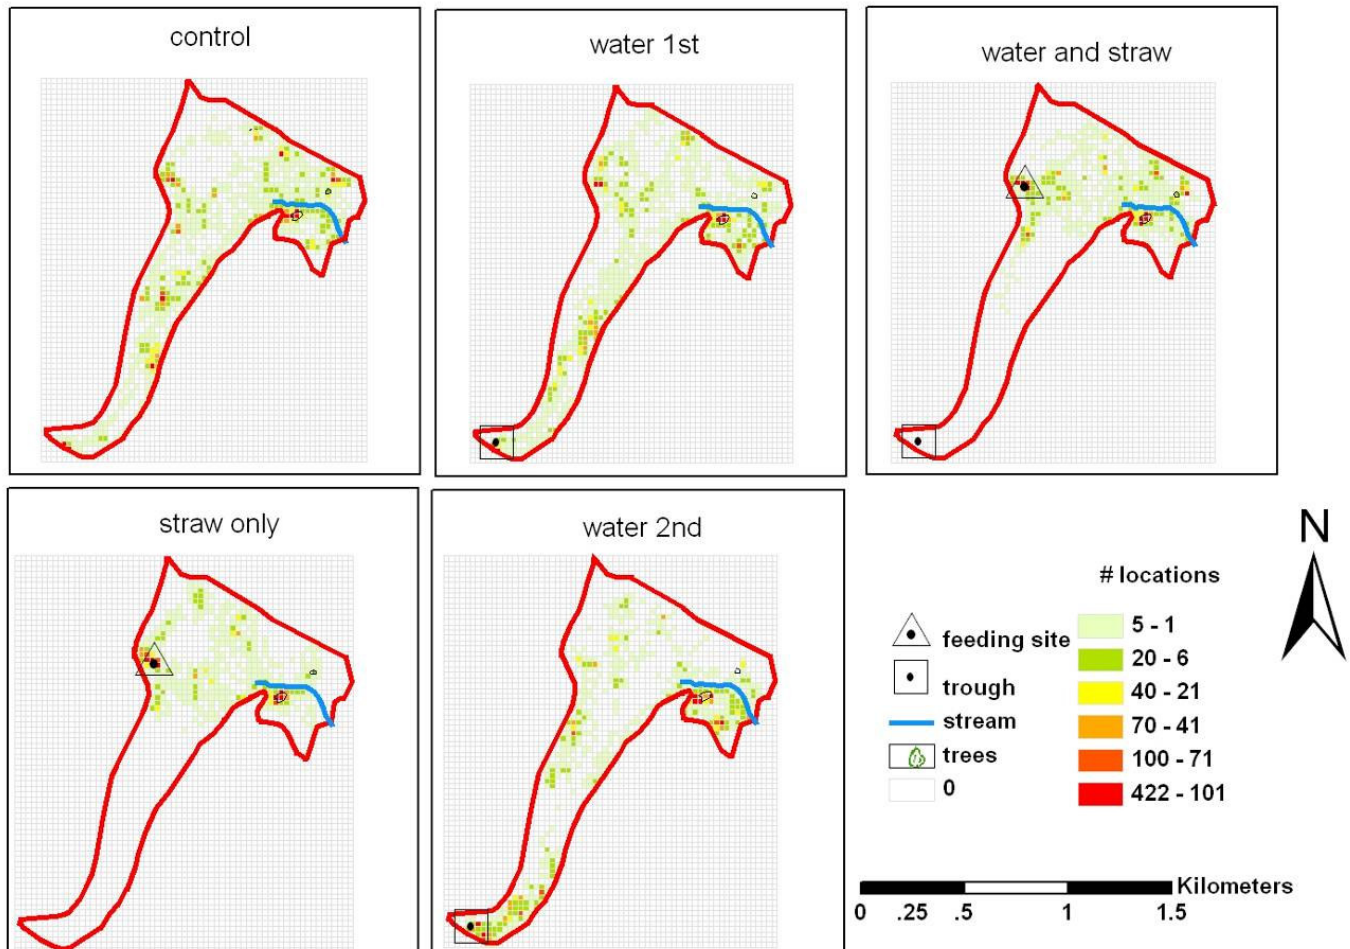 control
water 1st
water and straw
straw only
water 2nd
N
# locations
feeding site
trough
stream
trees
0
5 - 1
20 - 6
40 - 21
70 - 41
100 - 71
422 - 101
Kilometers
0 .25 .5 1 1.5